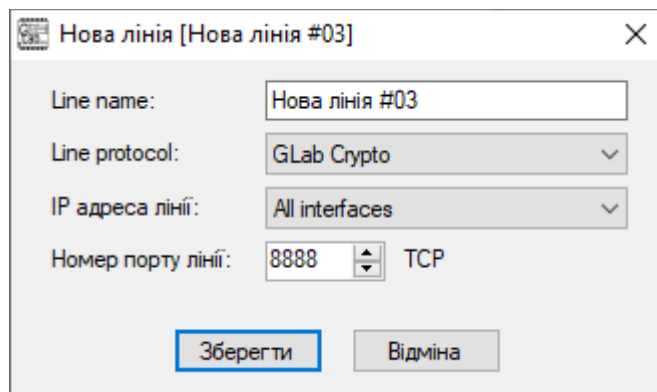 Нова лінія [Нова лінія #03]
Line name: Нова лінія #03
Line protocol: GLab Crypto
IP адреса лінії: All interfaces
Номер порту лінії: 8888 TCP
Зберегти Відміна